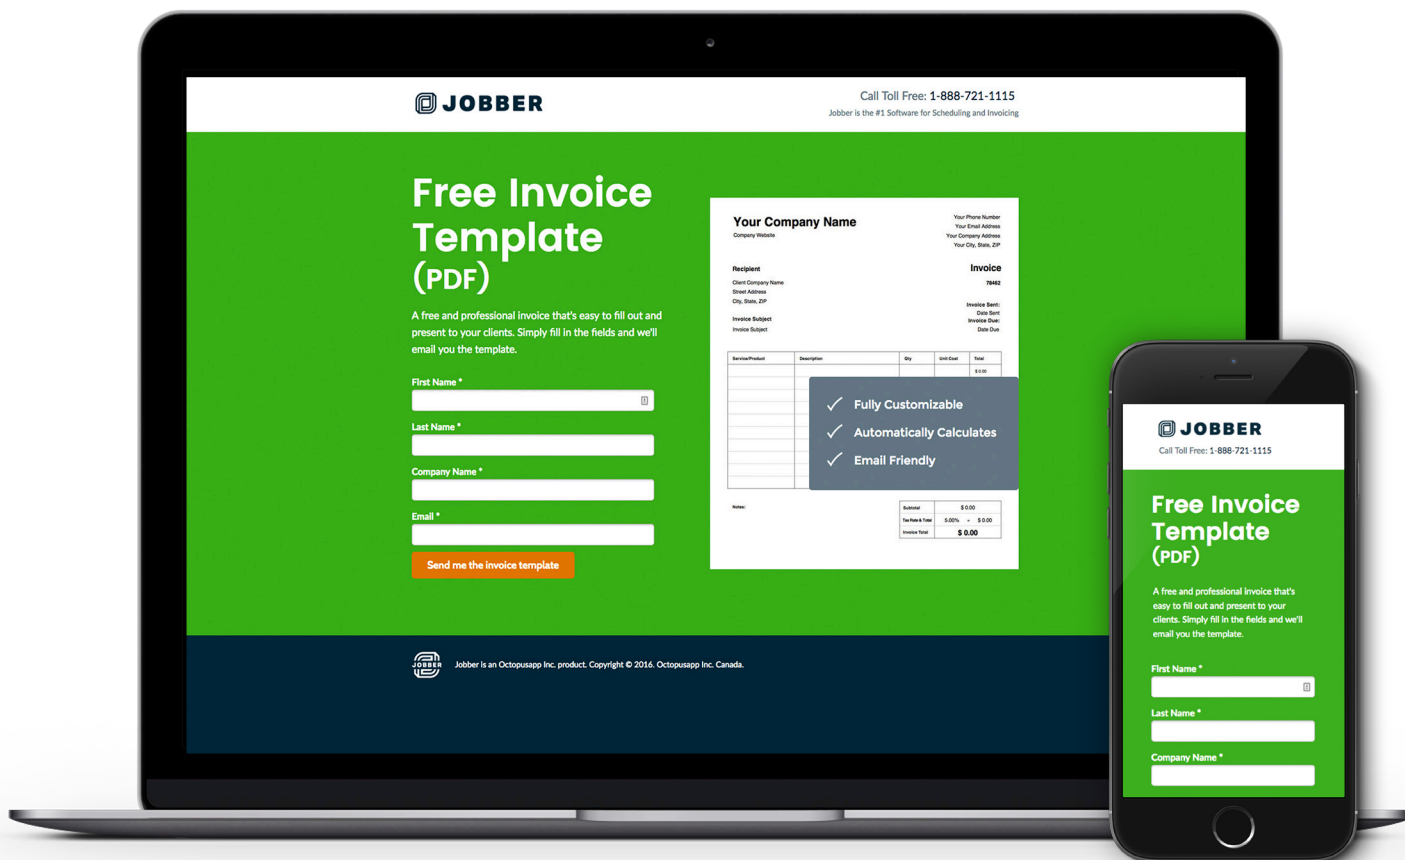 JOBBER
Call Toll Free: 1-888-721-1115
Jobber is the #1 Software for Scheduling and Invoicing
Free Invoice
Template
(PDF)
A free and professional invoice that's easy to fill out and
present to your clients. Simply fill in the fields and we'll
email you the template.
First Name *
Last Name *
Company Name *
Email *
Send me the invoice template
Your Company Name
Company Website
Your Phone Number
Your Email Address
Your Company Address
Your City, State, ZIP
Recipient
Client Company Name
Street Address
City, State, ZIP
Invoice Subject
Invoice Subject
Invoice
78462
Invoice Sent:
Date Sent
Invoice Due:
Date Due
Service/Product Description Qty Unit Cost Total
$ 0.00
Fully Customizable
Automatically Calculates
Email Friendly
Notes:
Subtotal $ 0.00
Tax Rate & Total 5.00% = $ 0.00
Invoice Total $ 0.00
JOBBER
Jobber is an Octopusapp Inc. product. Copyright © 2016. Octopusapp Inc. Canada.
JOBBER
Call Toll Free: 1-888-721-1115
Free Invoice
Template
(PDF)
A free and professional invoice that's
easy to fill out and present to your
clients. Simply fill in the fields and we'll
email you the template.
First Name *
Last Name *
Company Name *